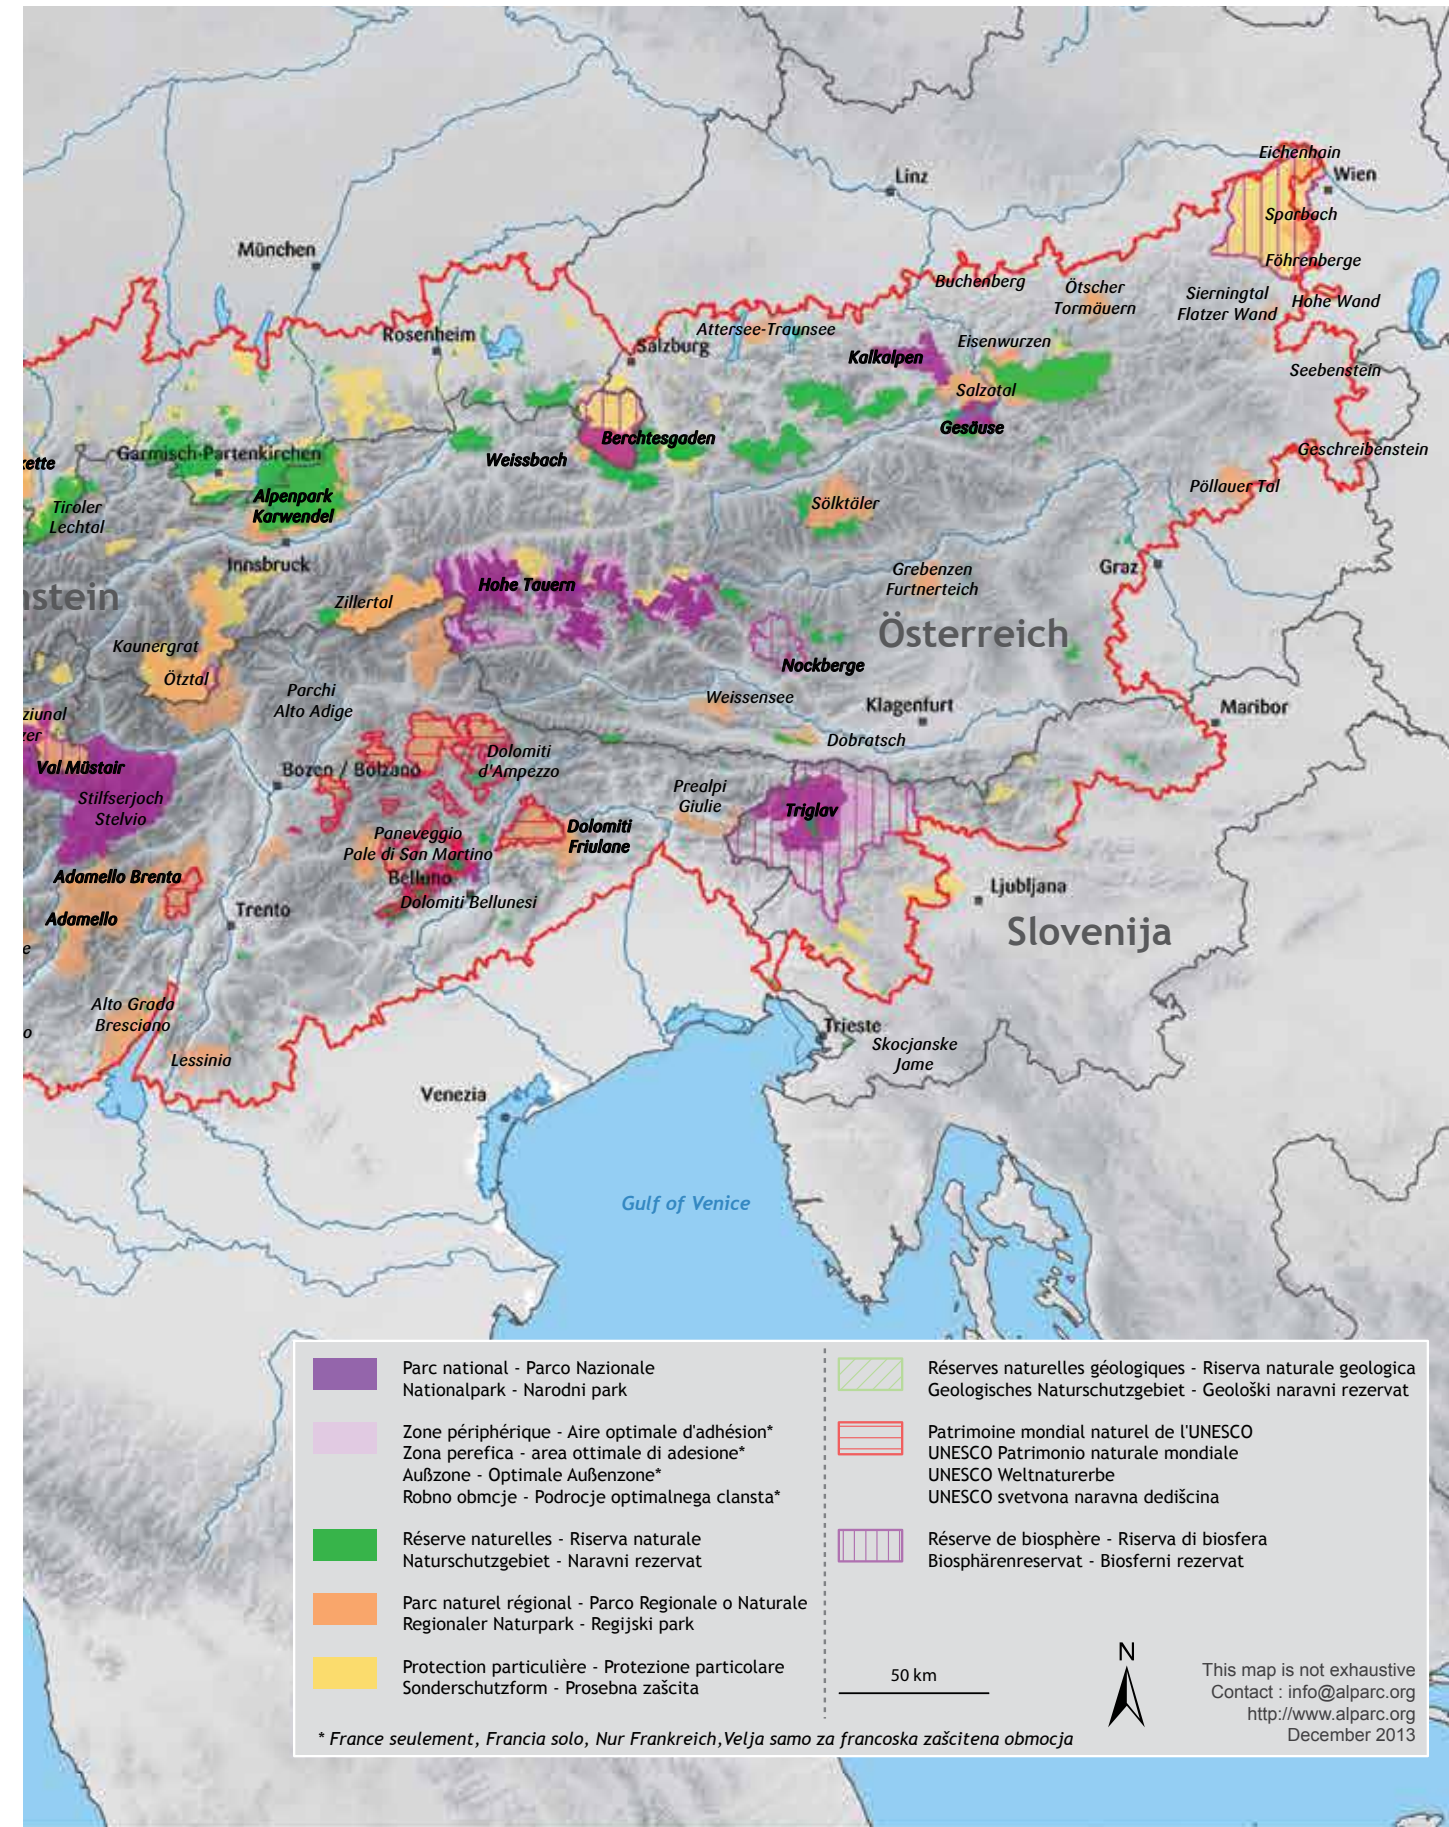 Eichenhain
Wien
Linz
Sparbach
München
Föhrenberge
Buchenberg
Ötscher
Tormäuern
Sierningtal
Flatzer Wand
Hohe Wand
Attersee-Traunsee
Rosenheim
Salzburg
Eisenwurzen
Kalkalpen
Seebenstein
Salzatal
Gesäuse
Berchtesgaden
Geschreibenstein
Garmisch-Partenkirchen
Weissbach
kette
Pöllauer Tal
Alpenpark
Karwendel
Sölktäler
Tiroler
Lechtal
Innsbruck
Graz
Grebenzen
Furtnerteich
Hohe Tauern
nstein
Zillertal
Österreich
Kaunergrat
Nockberge
Ötztal
Parchi
Alto Adige
Weissensee
Klagenfurt
Maribor
ziunal
zer
Dobratsch
Dolomiti
d'Ampezzo
Val Müstair
Bozen / Bolzano
Prealpi
Giulie
Stilfserjoch
Stelvio
Triglav
Dolomiti
Friulane
Paneveggio
Pale di San Martino
Adamello Brenta
Belluno
Ljubljana
Dolomiti Bellunesi
Trento
Adamello
Slovenija
e
Alto Grada
Bresciano
o
Trieste
Lessinia
Skocjanske
Jame
Venezia
Gulf of Venice
Parc national - Parco Nazionale
Nationalpark - Narodni park
Zone périphérique - Aire optimale d'adhésion*
Zona perefica - area ottimale di adesione*
Außzone - Optimale Außenzone*
Robno obmcje - Podrocje optimalnega clansta*
Réserve naturelles - Riserva naturale
Naturschutzgebiet - Naravni rezervat
Parc naturel régional - Parco Regionale o Naturale
Regionaler Naturpark - Regijski park
Protection particulière - Protezione particolare
Sonderschutzform - Prosebna zašcita
Réserves naturelles géologiques - Riserva naturale geologica
Geologisches Naturschutzgebiet - Geološki naravni rezervat
Patrimoine mondial naturel de l'UNESCO
UNESCO Patrimonio naturale mondiale
UNESCO Weltnaturerbe
UNESCO svetvona naravna dedišcina
Réserve de biosphère - Riserva di biosfera
Biosphärenreservat - Biosferni rezervat
50 km
N
This map is not exhaustive
Contact : info@alparc.org
http://www.alparc.org
December 2013
* France seulement, Francia solo, Nur Frankreich,Velja samo za francoska zašcitena obmocja